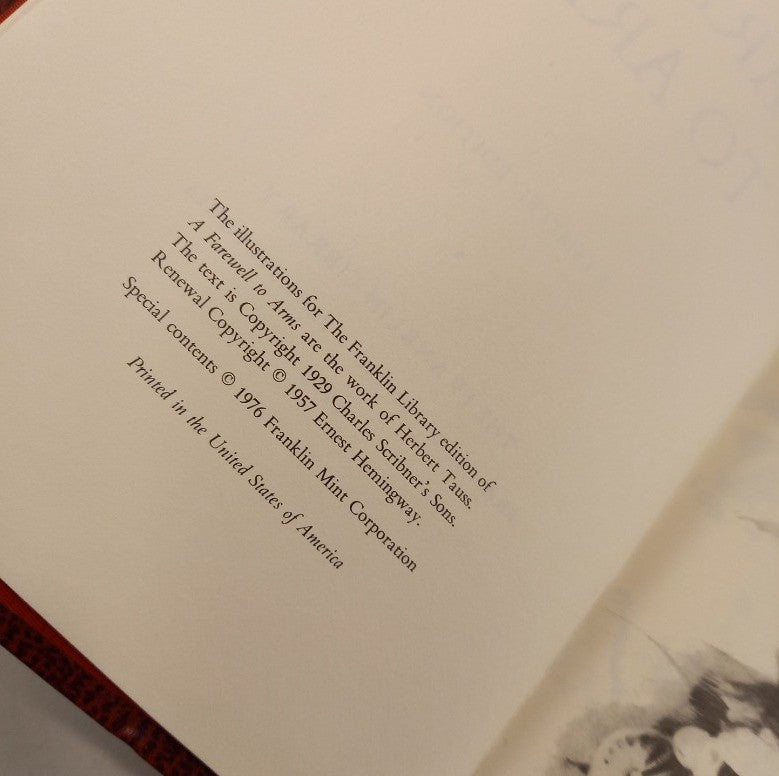 The illustrations for The Franklin Library edition of
A Farewell to Arms are the work of Herbert Tauss.
The text is Copyright 1929 Charles Scribner's Sons.
Renewal Copyright © 1957 Ernest Hemingway.
Special contents © 1976 Franklin Mint Corporation
Printed in the United States of America